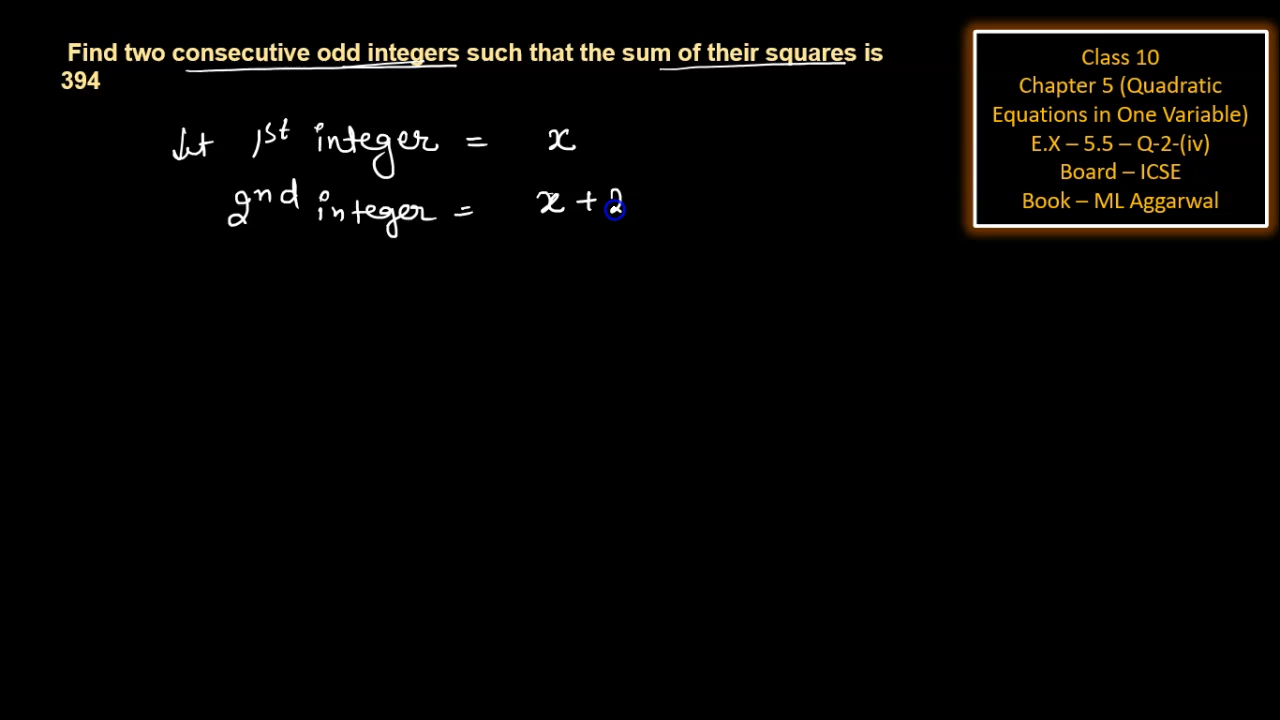 Find two consecutive odd integers such that the sum of their squares is
394
Let 1st integer = x
2nd integer = x + 2
Class 10
Chapter 5 (Quadratic
Equations in One Variable)
E.X – 5.5 – Q-2-(iv)
Board – ICSE
Book – ML Aggarwal